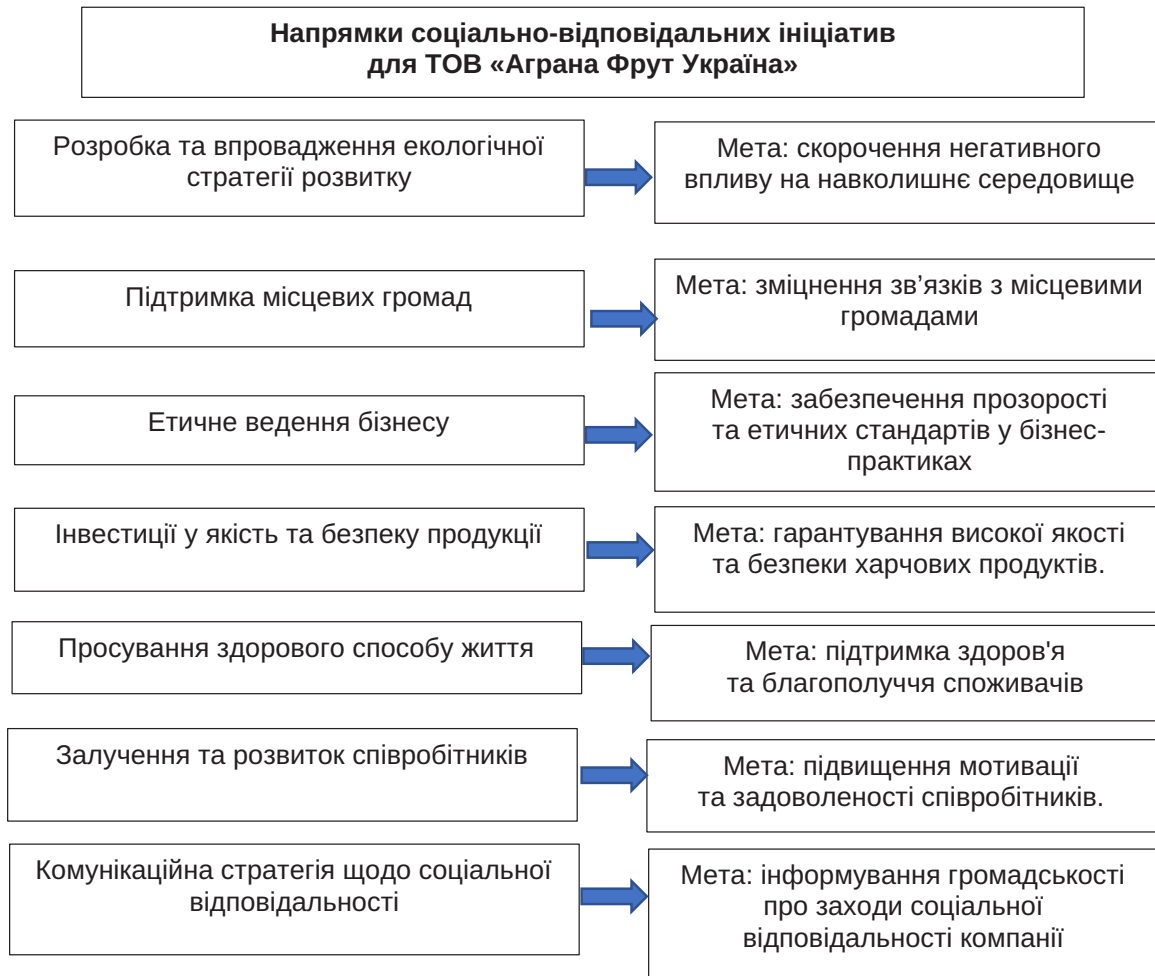 Напрямки соціально-відповідальних ініціатив
для ТОВ «Аграна Фрут Україна»
Розробка та впровадження екологічної
стратегії розвитку
Мета: скорочення негативного
впливу на навколишнє середовище
Підтримка місцевих громад
Мета: зміцнення зв’язків з місцевими
громадами
Етичне ведення бізнесу
Мета: забезпечення прозорості
та етичних стандартів у бізнес-
практиках
Інвестиції у якість та безпеку продукції
Мета: гарантування високої якості
та безпеки харчових продуктів.
Просування здорового способу життя
Мета: підтримка здоров'я
та благополуччя споживачів
Залучення та розвиток співробітників
Мета: підвищення мотивації
та задоволеності співробітників.
Комунікаційна стратегія щодо соціальної
відповідальності
Мета: інформування громадськості
про заходи соціальної
відповідальності компанії